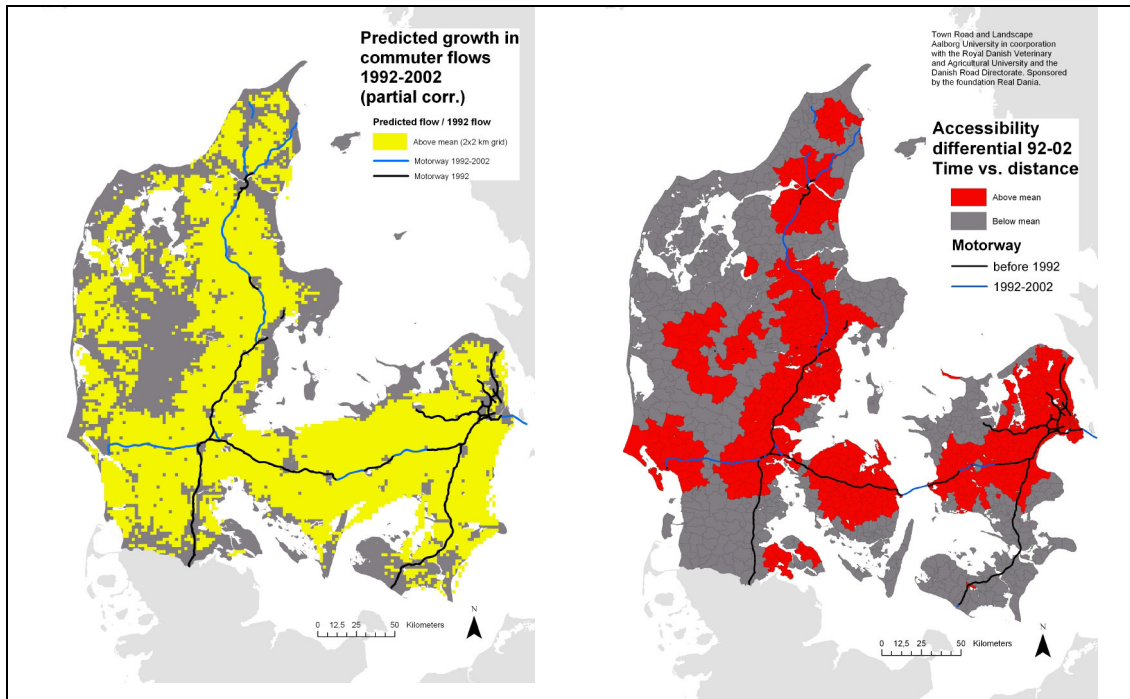 Predicted growth in
commuter flows
1992-2002
(partial corr.)
Predicted flow / 1992 flow
Above mean (2x2 km grid)
Motorway 1992-2002
Motorway 1992
N
0 12,5 25 50 Kilometers
Town Road and Landscape
Aalborg University in coorporation
with the Royal Danish Veterinary
and Agricultural University and the
Danish Road Directorate. Sponsored
by the foundation Real Dania.
Accessibility
differential 92-02
Time vs. distance
Above mean
Below mean
Motorway
before 1992
1992-2002
N
0 12,5 25 50 Kilometers